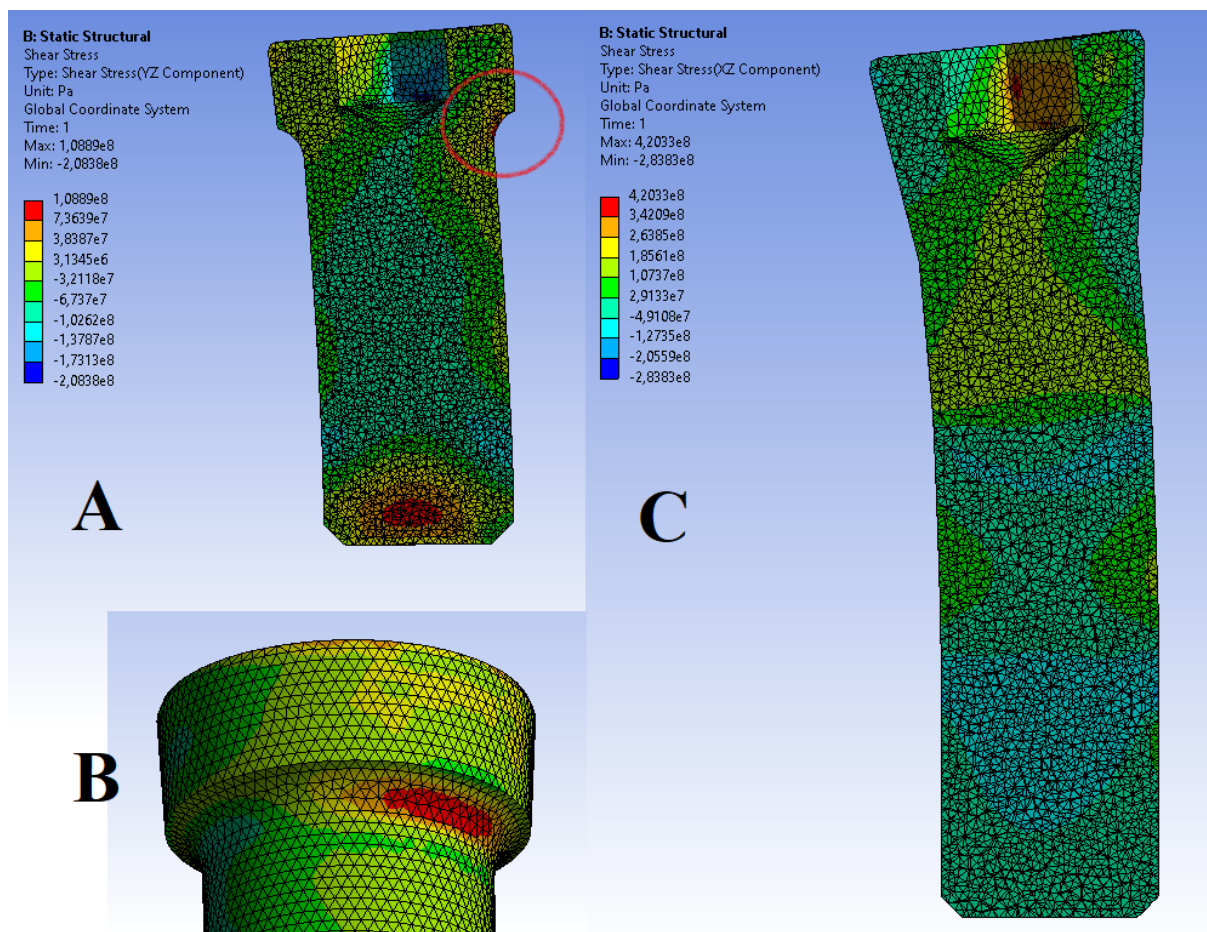 B: Static Structural
Shear Stress
Type: Shear Stress(YZ Component)
Unit: Pa
Global Coordinate System
Time: 1
Max: 1,0889e8
Min: -2,0838e8
1,0889e8
7,3639e7
3,8387e7
3,1345e6
-3,2118e7
-6,737e7
-1,0262e8
-1,3787e8
-1,7313e8
-2,0838e8
A
B
B: Static Structural
Shear Stress
Type: Shear Stress(XZ Component)
Unit: Pa
Global Coordinate System
Time: 1
Max: 4,2033e8
Min: -2,8383e8
4,2033e8
3,4209e8
2,6385e8
1,8561e8
1,0737e8
2,9133e7
-4,9107e7
-1,2735e8
-2,0559e8
-2,8383e8
C